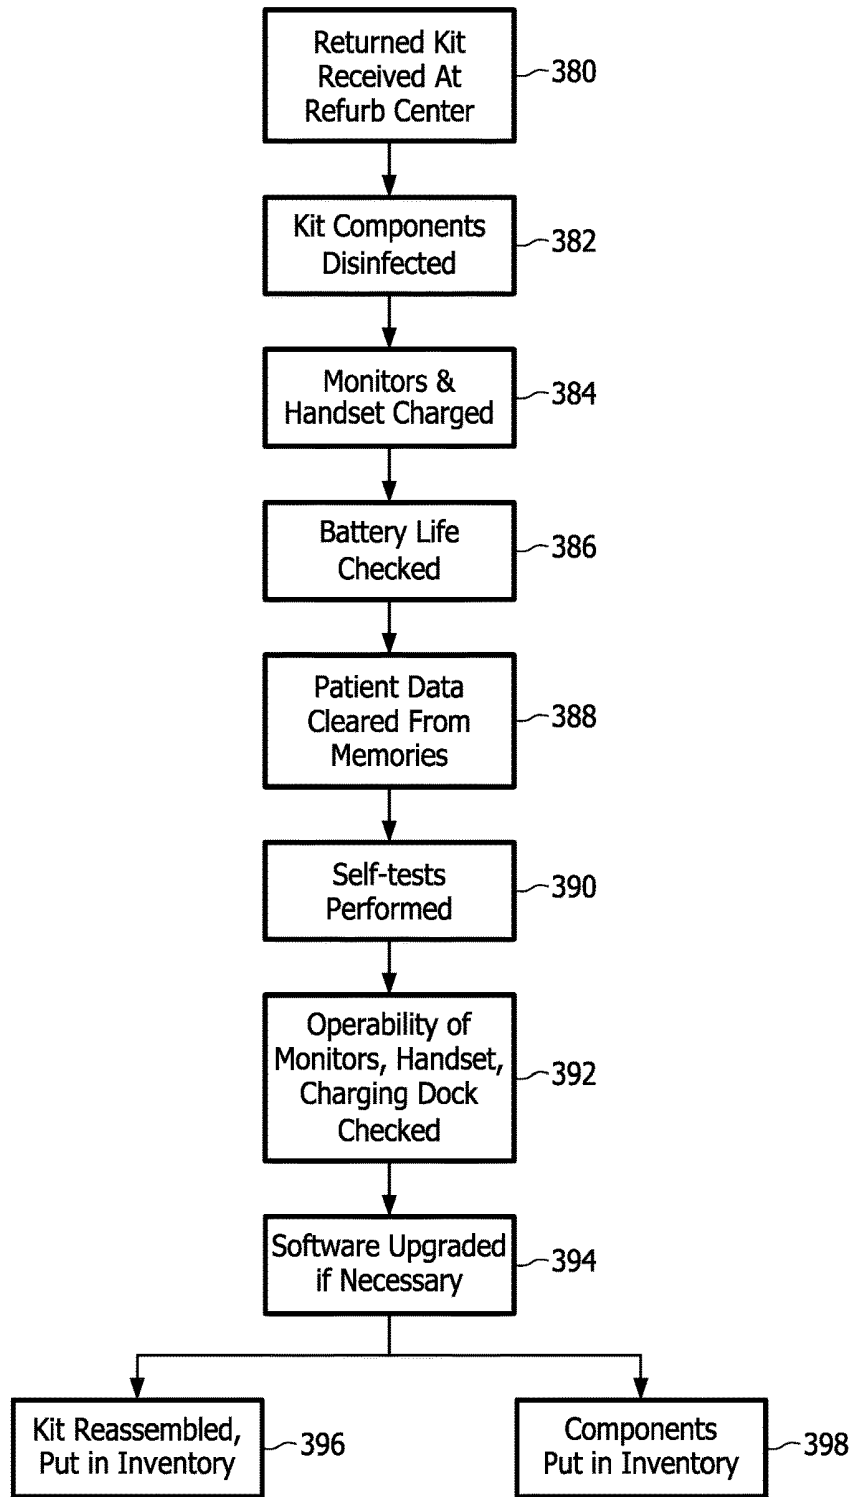 Returned Kit
Received At
Refurb Center
380
Kit Components
Disinfected
382
Monitors &
Handset Charged
384
Battery Life
Checked
386
Patient Data
Cleared From
Memories
388
Self-tests
Performed
390
Operability of
Monitors, Handset,
Charging Dock
Checked
392
Software Upgraded
if Necessary
394
Kit Reassembled,
Put in Inventory
396
Components
Put in Inventory
398